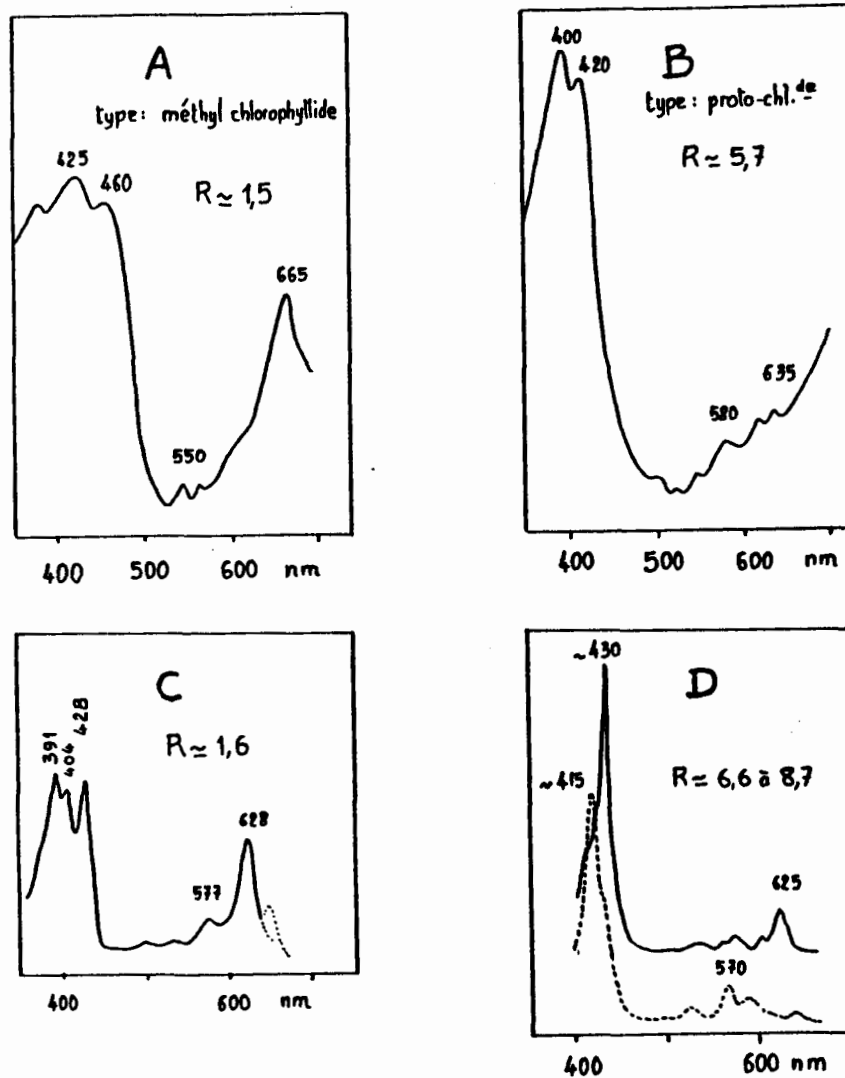 A
type: méthyl chlorophyllide
R ≃ 1,5
425
460
550
665
400 500 600 nm
B
type: proto-chl.de
R ≃ 5,7
400
420
580
635
400 500 600 nm
C
R ≃ 1,6
391
404
428
577
628
400 600 nm
D
R ≃ 6,6 à 8,7
~430
~415
625
570
400 600 nm